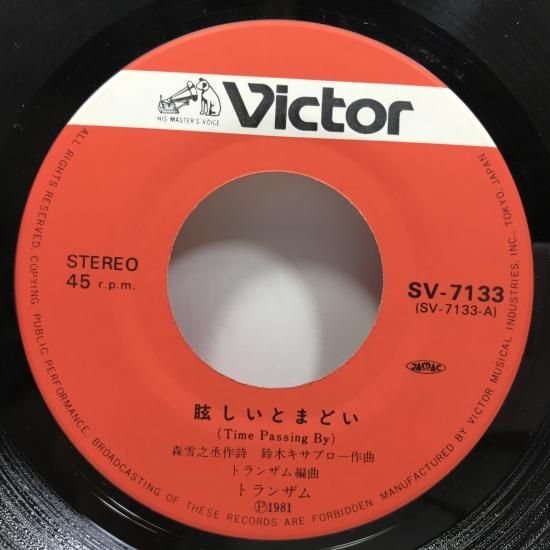 Victor
HIS MASTER'S VOICE
STEREO
45 r.p.m.
SV-7133
(SV-7133-A)
JASRAC
眩しいとまどい
(Time Passing By)
森雪之丞作詩 鈴木キサブロー作曲
トランザム編曲
トランザム
Ⓟ1981
ALL RIGHTS RESERVED. COPYING, PUBLIC PERFORMANCE, BROADCASTING OF THESE RECORDS ARE FORBIDDEN MANUFACTURED BY VICTOR MUSICAL INDUSTRIES, INC., TOKYO, JAPAN